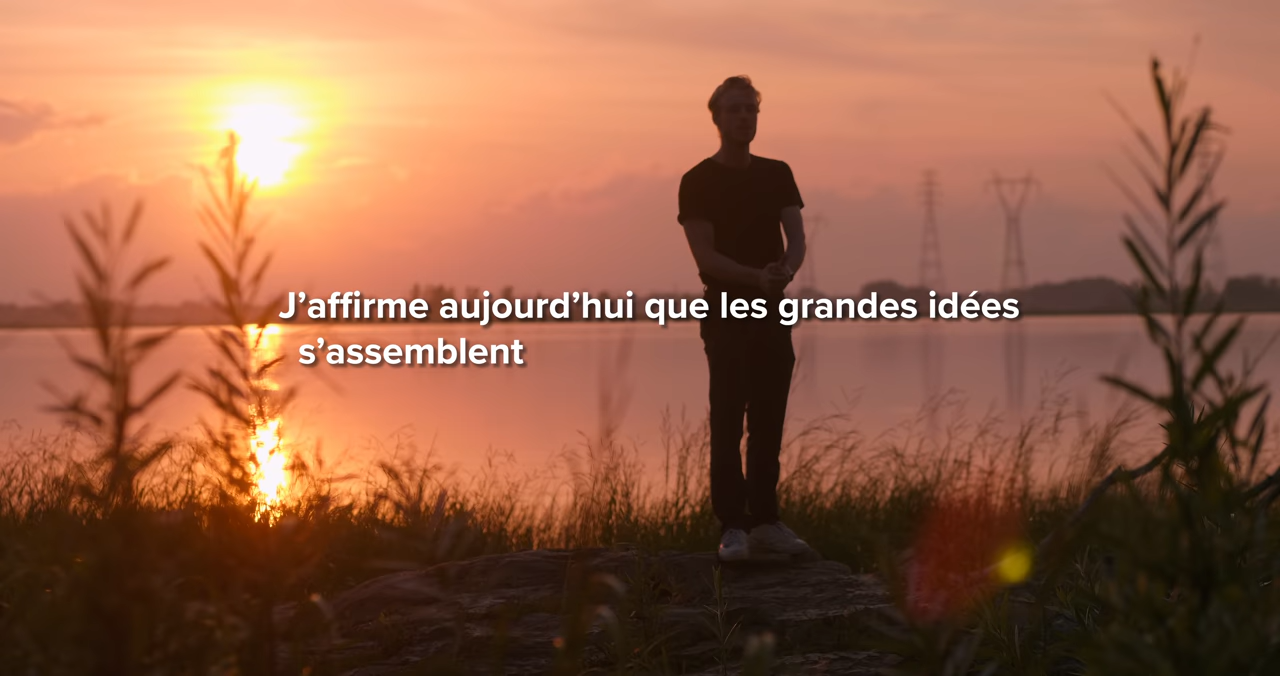 J’affirme aujourd’hui que les grandes idées
s’assemblent